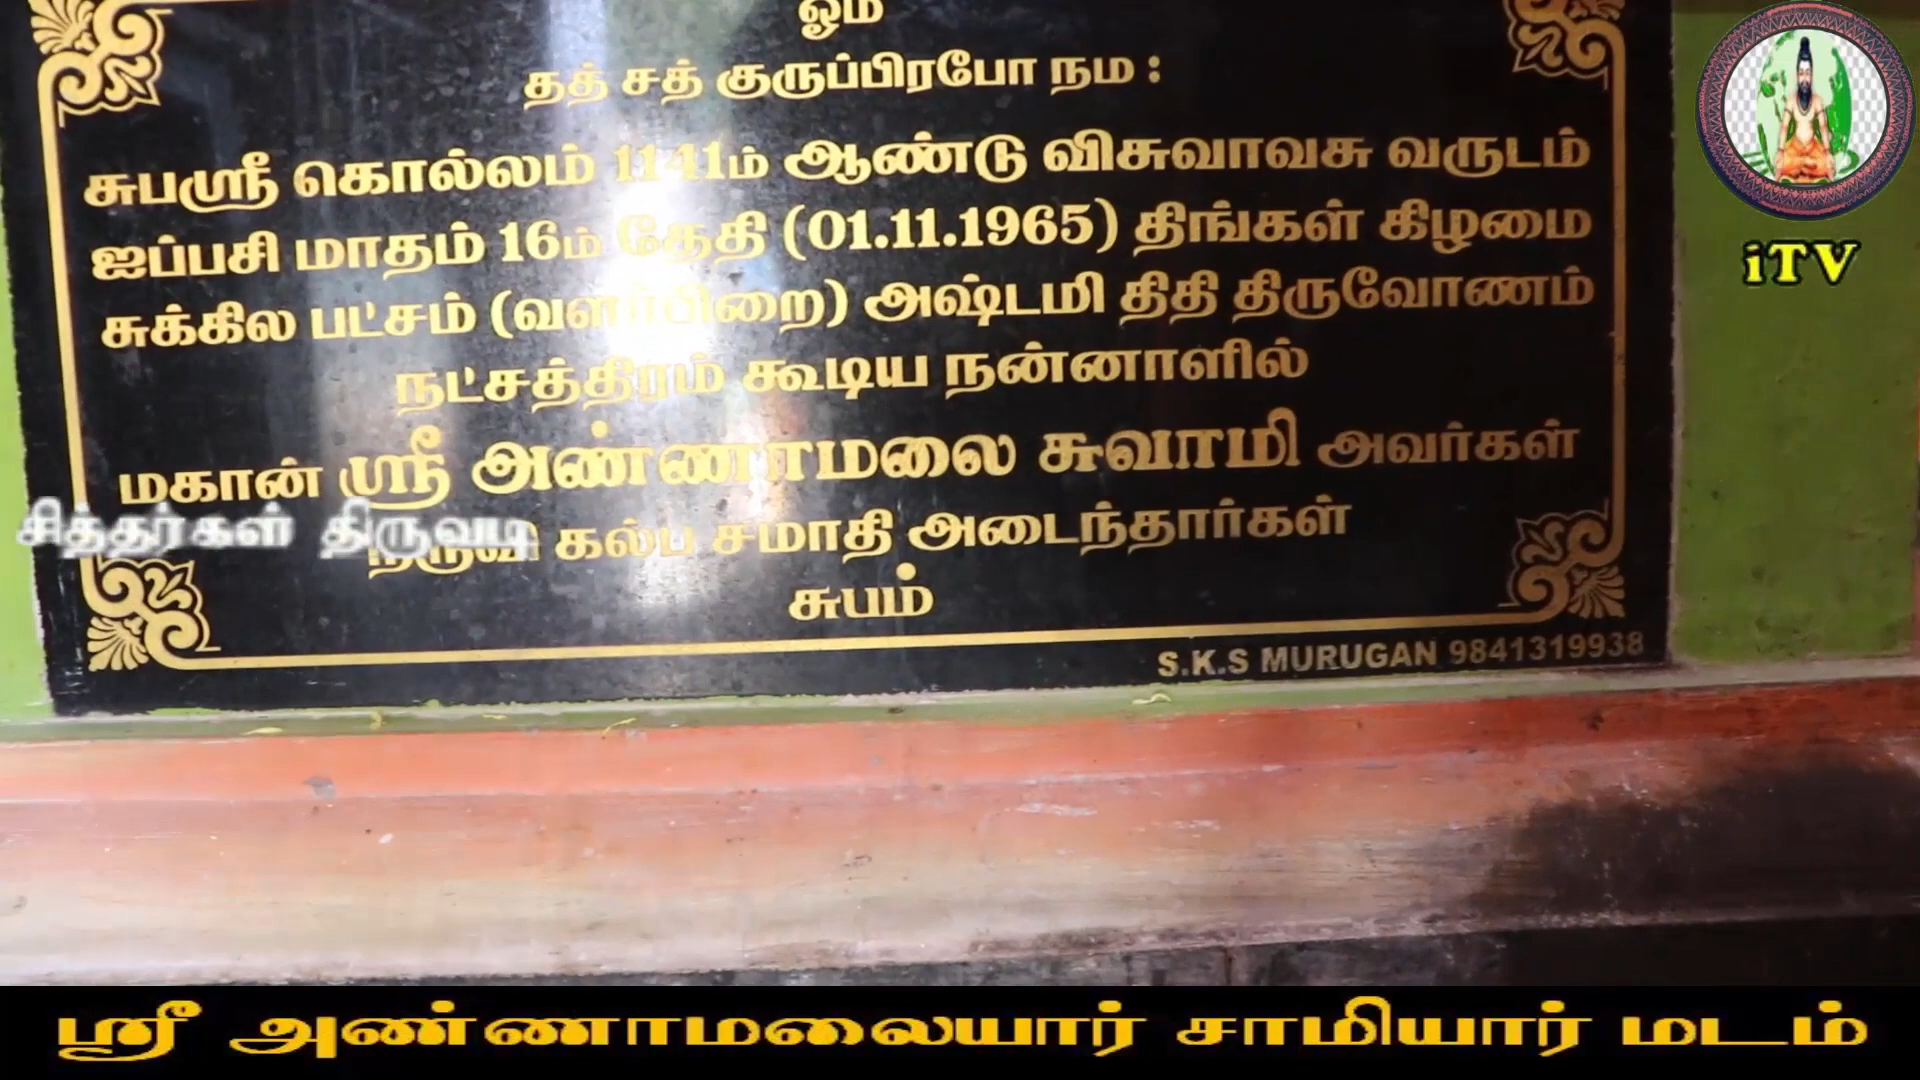 ஓம்
தத் சத் குருப்பிரபோ நம :
சுபஸ்ரீ கொல்லம் 1141ம் ஆண்டு விசுவாவசு வருடம்
ஐப்பசி மாதம் 16ம் தேதி (01.11.1965) திங்கள் கிழமை
சுக்கில பட்சம் (வளர்பிறை) அஷ்டமி திதி திருவோணம்
நட்சத்திரம் கூடிய நன்னாளில்
மகான் ஸ்ரீ அண்ணாமலை சுவாமி அவர்கள்
கல்ப சமாதி அடைந்தார்கள்
சுபம்
S.K.S MURUGAN 9841319938
சித்தர்கள் திருவடி
iTV
ஸ்ரீ அண்ணாமலையார் சாமியார் மடம்